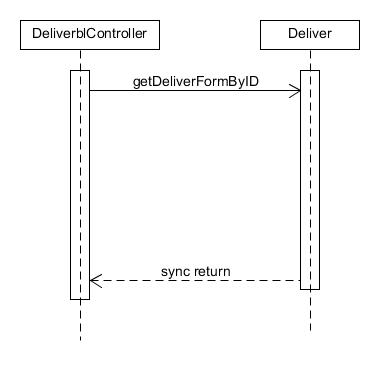 DeliverblController
Deliver
getDeliverFormByID
sync return